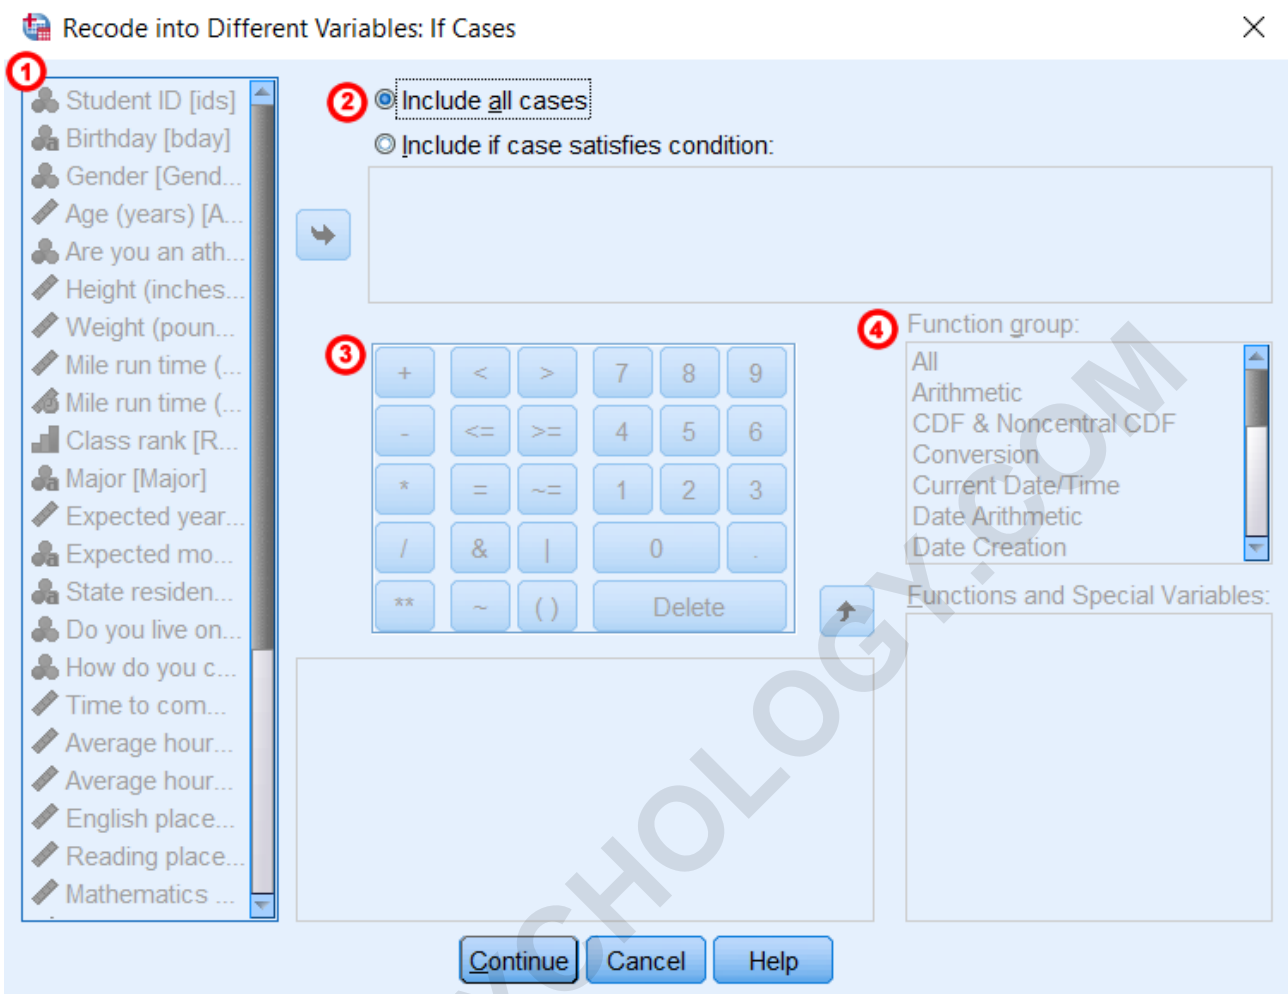 Recode into Different Variables: If Cases
1
Student ID [ids]
Birthday [bday]
Gender [Gend...
Age (years) [A...
Are you an ath...
Height (inches...
Weight (poun...
Mile run time (...
Mile run time (...
Class rank [R...
Major [Major]
Expected year...
Expected mo...
State residen...
Do you live on...
How do you c...
Time to com...
Average hour...
Average hour...
English place...
Reading place...
Mathematics ...
2
Include all cases
Include if case satisfies condition:
3
+ < > 7 8 9
- <= >= 4 5 6
* = ~= 1 2 3
/ & | 0 .
** ~ ( ) Delete
4
Function group:
All
Arithmetic
CDF & Noncentral CDF
Conversion
Current Date/Time
Date Arithmetic
Date Creation
Functions and Special Variables:
Continue Cancel Help
YCHOLOGY.COM